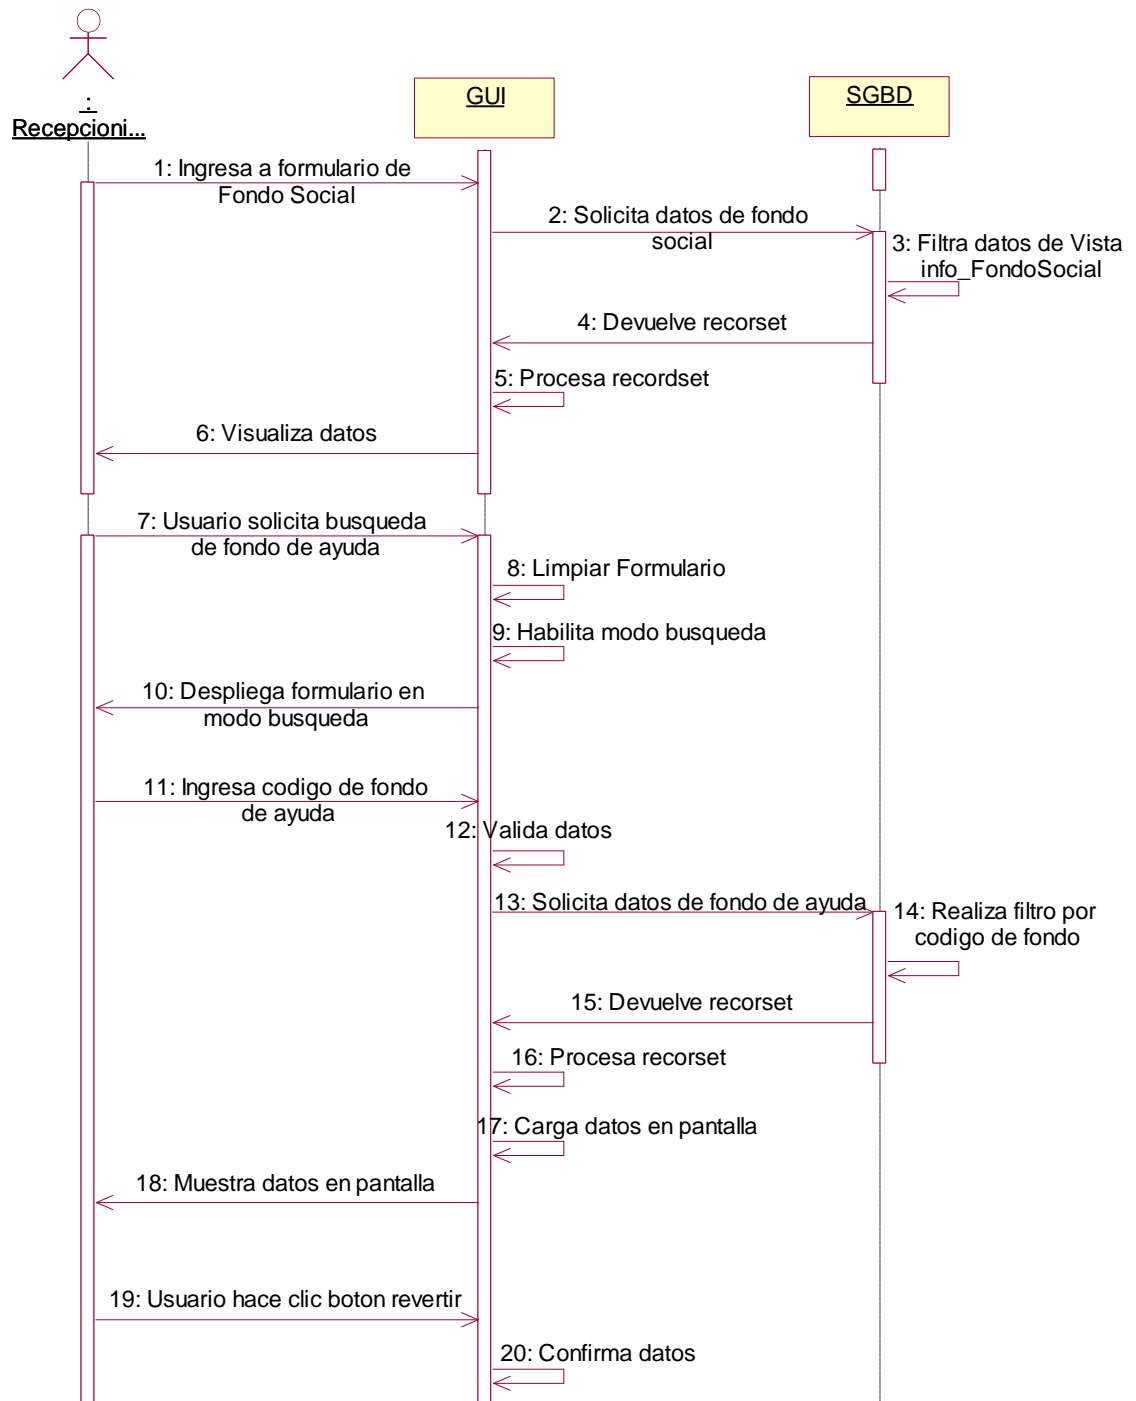 :
Recepcioni...
GUI
SGBD
1: Ingresa a formulario de
Fondo Social
2: Solicita datos de fondo
social
3: Filtra datos de Vista
info_FondoSocial
4: Devuelve recorset
5: Procesa recordset
6: Visualiza datos
7: Usuario solicita busqueda
de fondo de ayuda
8: Limpiar Formulario
9: Habilita modo busqueda
10: Despliega formulario en
modo busqueda
11: Ingresa codigo de fondo
de ayuda
12: Valida datos
13: Solicita datos de fondo de ayuda
14: Realiza filtro por
codigo de fondo
15: Devuelve recorset
16: Procesa recorset
17: Carga datos en pantalla
18: Muestra datos en pantalla
19: Usuario hace clic boton revertir
20: Confirma datos